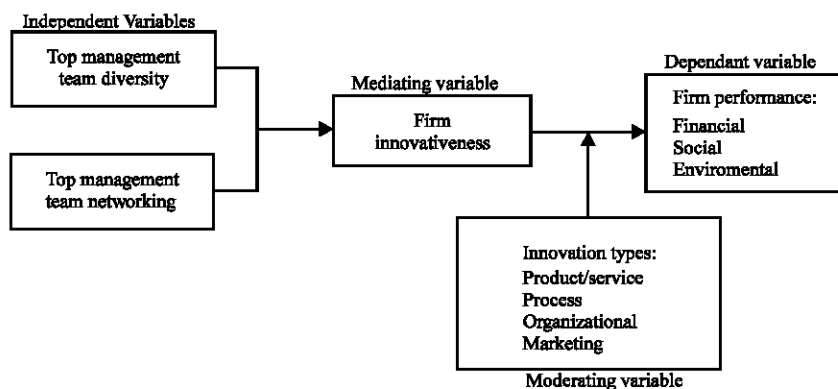 Independent Variables
Top management
team diversity
Top management
team networking
Mediating variable
Firm
innovativeness
Dependant variable
Firm performance:
Financial
Social
Enviromental
Innovation types:
Product/service
Process
Organizational
Marketing
Moderating variable